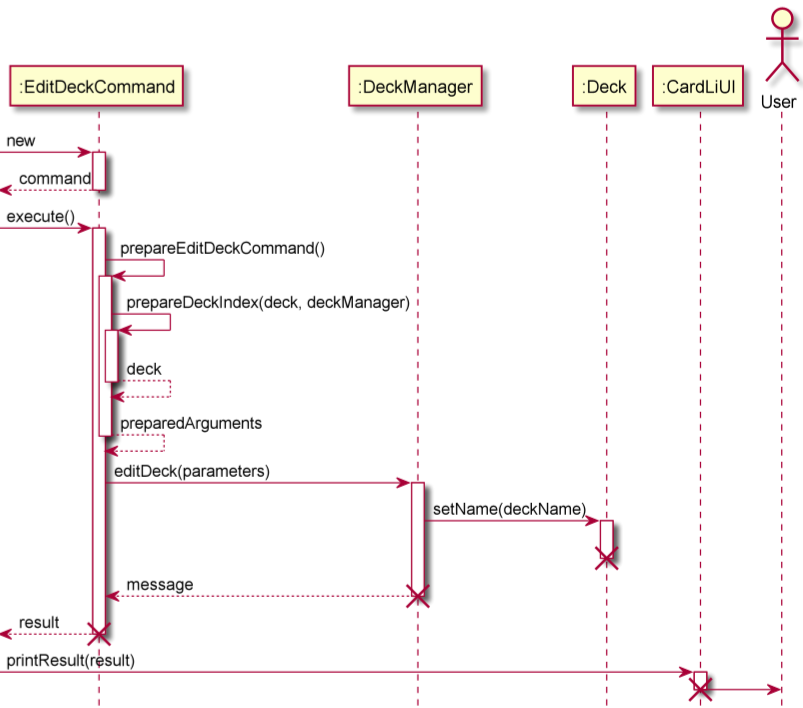 :EditDeckCommand
:DeckManager
:Deck
:CardLiUI
User
new
command
execute()
prepareEditDeckCommand()
prepareDeckIndex(deck, deckManager)
deck
preparedArguments
editDeck(parameters)
setName(deckName)
message
result
printResult(result)